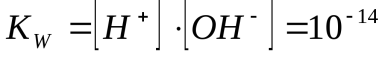 K_W = [H⁺] · [OH⁻] = 10⁻¹⁴